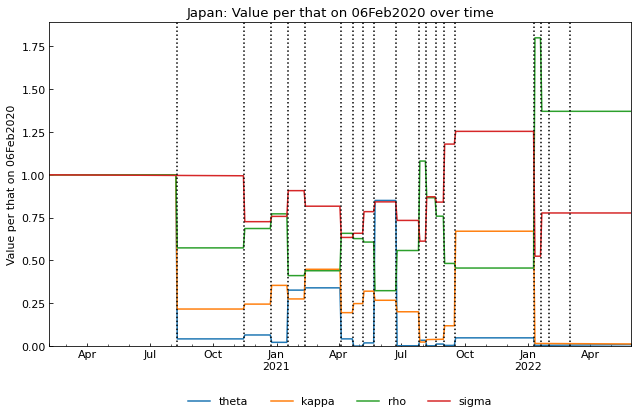 Japan: Value per that on 06Feb2020 over time
Value per that on 06Feb2020
1.75
1.50
1.25
1.00
0.75
0.50
0.25
0.00
Apr Jul Oct Jan Apr Jul Oct Jan Apr
2021 2022
theta kappa rho sigma